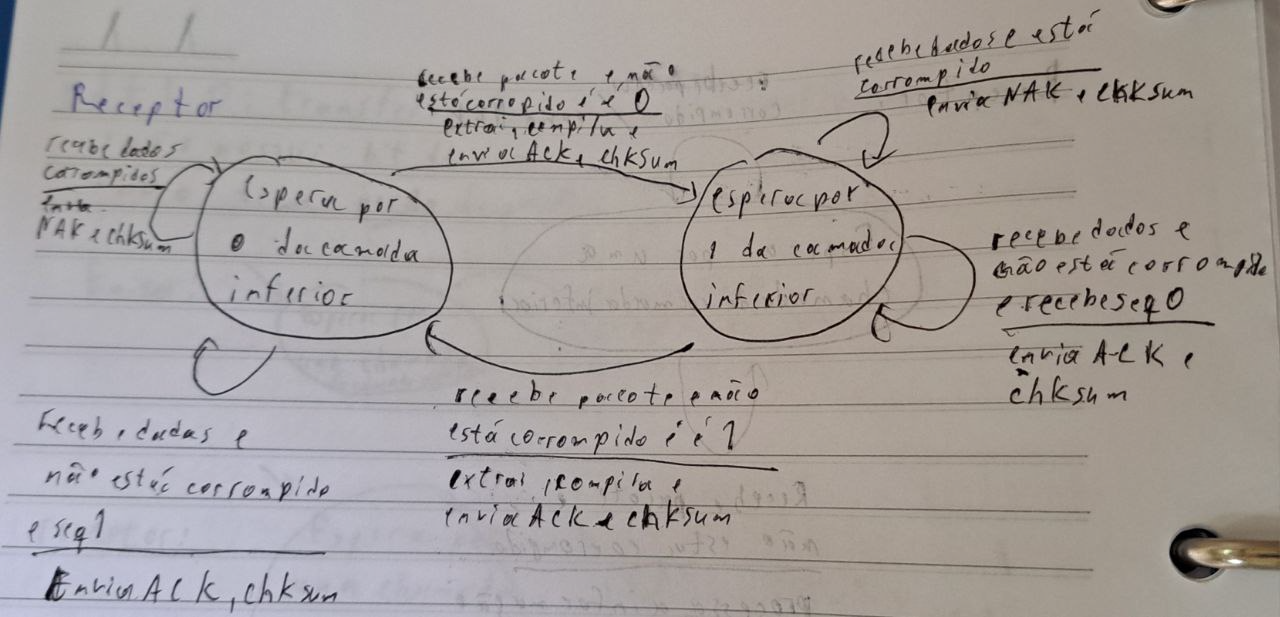 Receptor
recebe pacote e não
está corropido é e 0
extrai, compila e
envia ACK, chksum
recebe dados e está
corrompido
envia NAK e chksum
recebe dados
corrompidos
envia
NAK e chksum
Espera por
0 da camada
inferior
espera por
1 da camada
inferior
recebe dados e
não está corrompido
e recebe seq 0
envia ACK e
chksum
recebe pacote e não
está corrompido é é 1
extrai, compila e
envia ACK e chksum
recebe dadas e
não está corrompido
e seq 1
Envia ACK, chksum